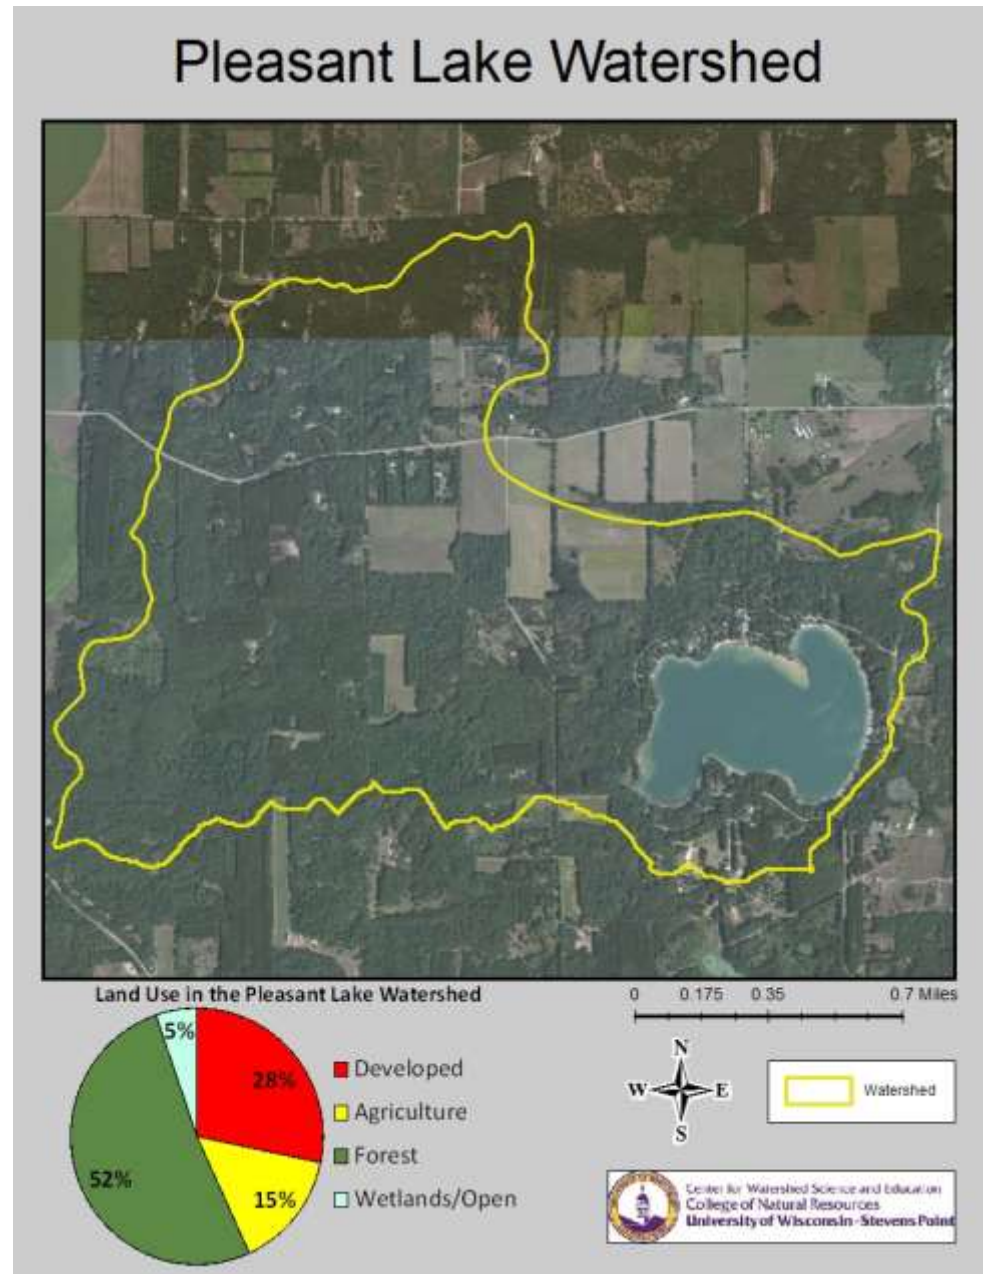 Pleasant Lake Watershed
Land Use in the Pleasant Lake Watershed
5%
28%
52%
15%
Developed
Agriculture
Forest
Wetlands/Open
0 0.175 0.35 0.7 Miles
N
W E
S
Watershed
Center for Watershed Science and Education
College of Natural Resources
University of Wisconsin - Stevens Point